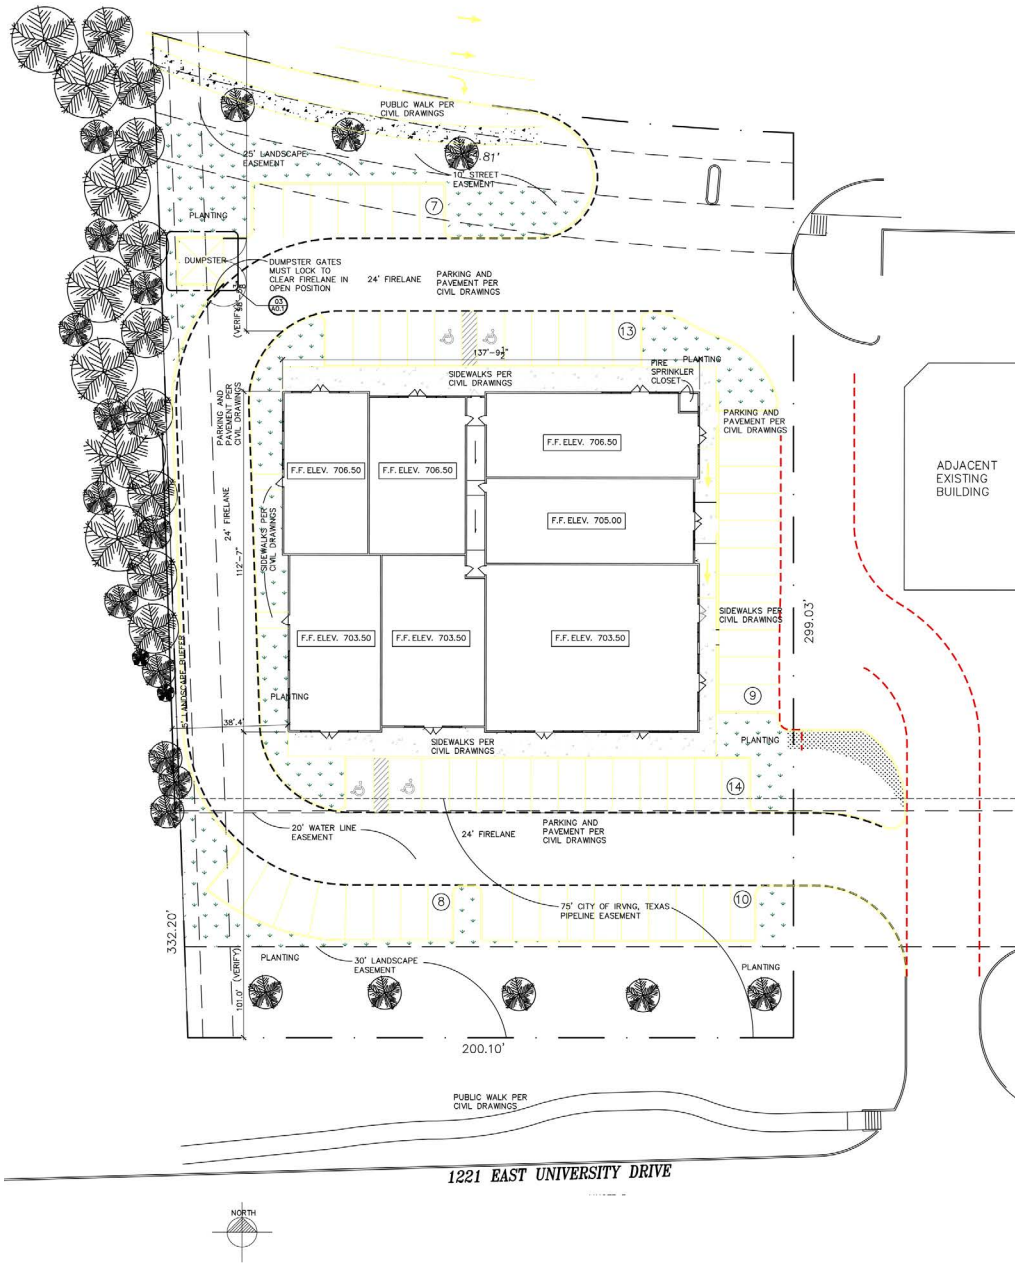 PUBLIC WALK PER
CIVIL DRAWINGS
25' LANDSCAPE
EASEMENT
.81'
10' STREET
EASEMENT
7
PLANTING
DUMPSTER
DUMPSTER GATES
MUST LOCK TO
CLEAR FIRELANE IN
OPEN POSITION
24' FIRELANE
PARKING AND
PAVEMENT PER
CIVIL DRAWINGS
03
A0.1
(VERIFY)
13
137'-9½"
FIRE
SPRINKLER
CLOSET
PLANTING
SIDEWALKS PER
CIVIL DRAWINGS
PARKING AND
PAVEMENT PER
CIVIL DRAWINGS
PARKING AND
PAVEMENT PER
CIVIL DRAWINGS
F.F. ELEV. 706.50
F.F. ELEV. 706.50
F.F. ELEV. 706.50
ADJACENT
EXISTING
BUILDING
24' FIRELANE
F.F. ELEV. 705.00
SIDEWALKS PER
CIVIL DRAWINGS
112'-7"
299.03'
SIDEWALKS PER
CIVIL DRAWINGS
F.F. ELEV. 703.50
F.F. ELEV. 703.50
F.F. ELEV. 703.50
5' LANDSCAPE BUFFER
PLANTING
9
38'.4'
SIDEWALKS PER
CIVIL DRAWINGS
PLANTING
14
20' WATER LINE
EASEMENT
24' FIRELANE
PARKING AND
PAVEMENT PER
CIVIL DRAWINGS
8
10
75' CITY OF IRVNG, TEXAS
PIPELINE EASEMENT
332.20'
101.0' (VERIFY)
PLANTING
30' LANDSCAPE
EASEMENT
PLANTING
200.10'
PUBLIC WALK PER
CIVIL DRAWINGS
1221 EAST UNIVERSITY DRIVE
NORTH